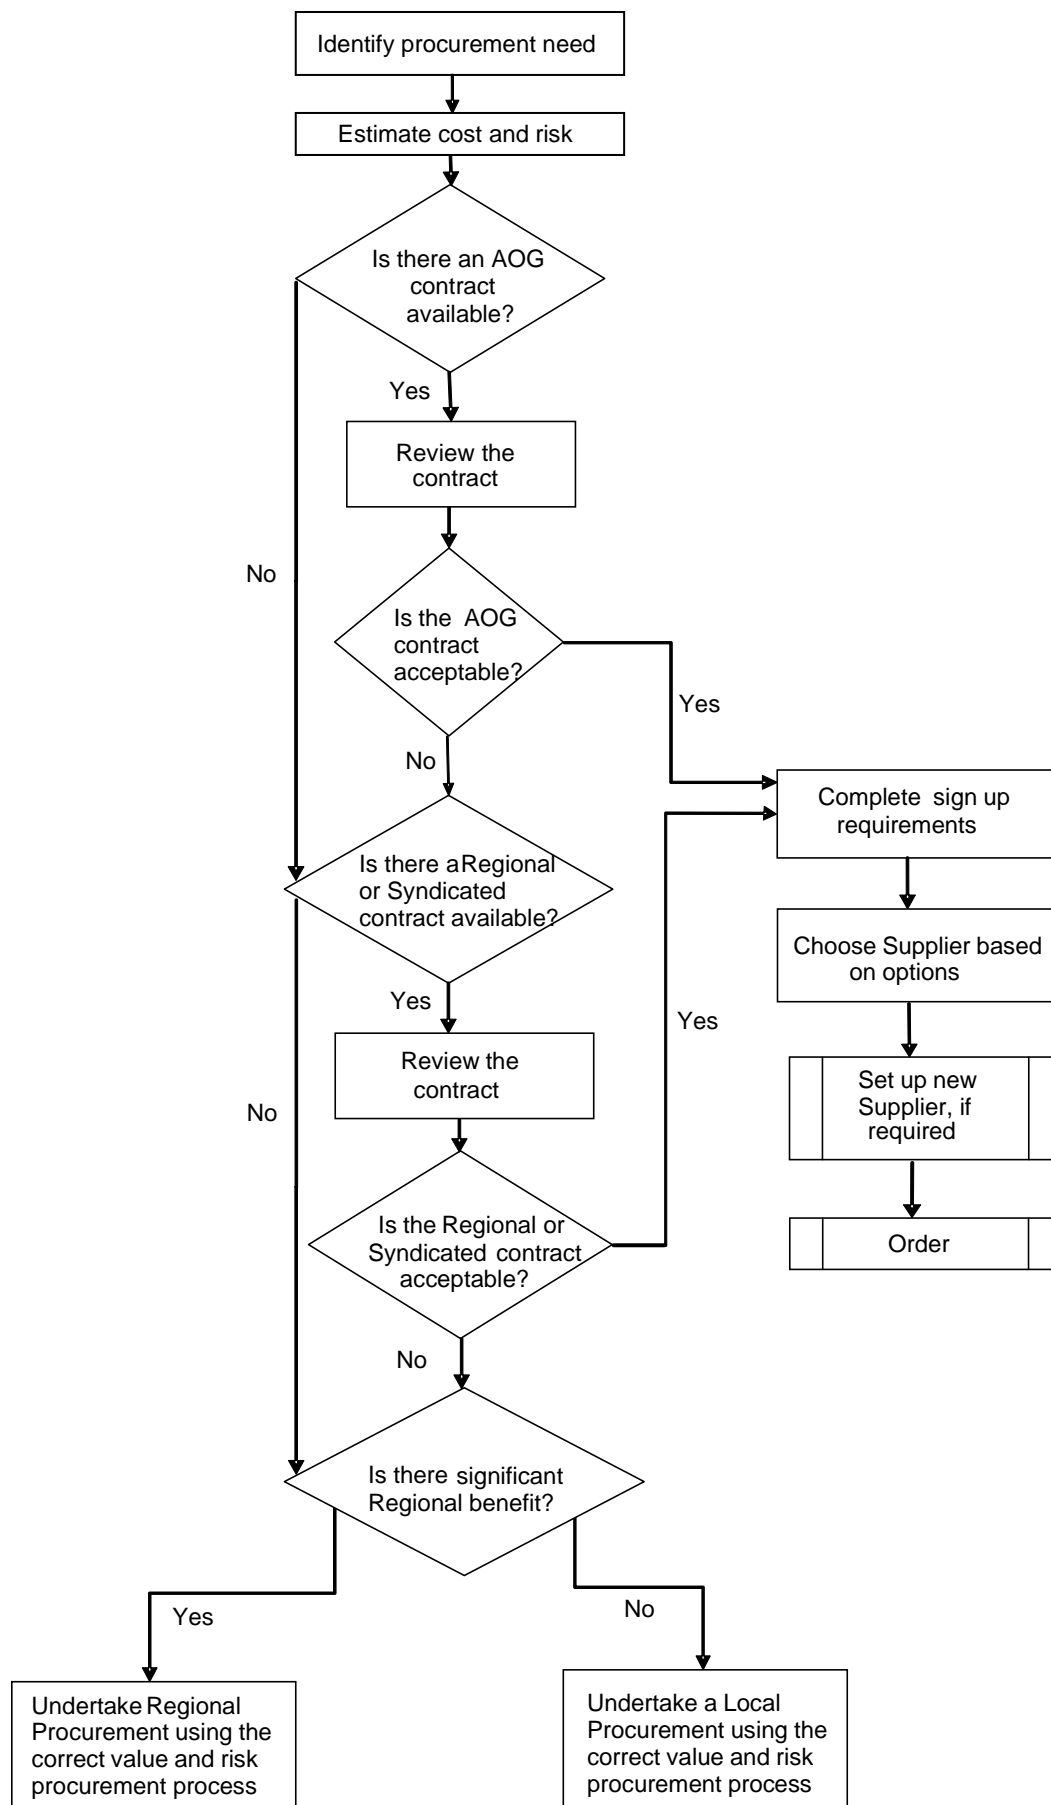 Identify procurement need
Estimate cost and risk
Is there an AOG
contract
available?
Yes
Review the
contract
No
Is the AOG
contract
acceptable?
Yes
No
Complete sign up
requirements
Is there a Regional
or Syndicated
contract available?
Choose Supplier based
on options
Yes
Yes
Review the
contract
Set up new
Supplier, if
required
No
Is the Regional or
Syndicated contract
acceptable?
Order
No
Is there significant
Regional benefit?
Yes
No
Undertake Regional
Procurement using the
correct value and risk
procurement process
Undertake a Local
Procurement using the
correct value and risk
procurement process